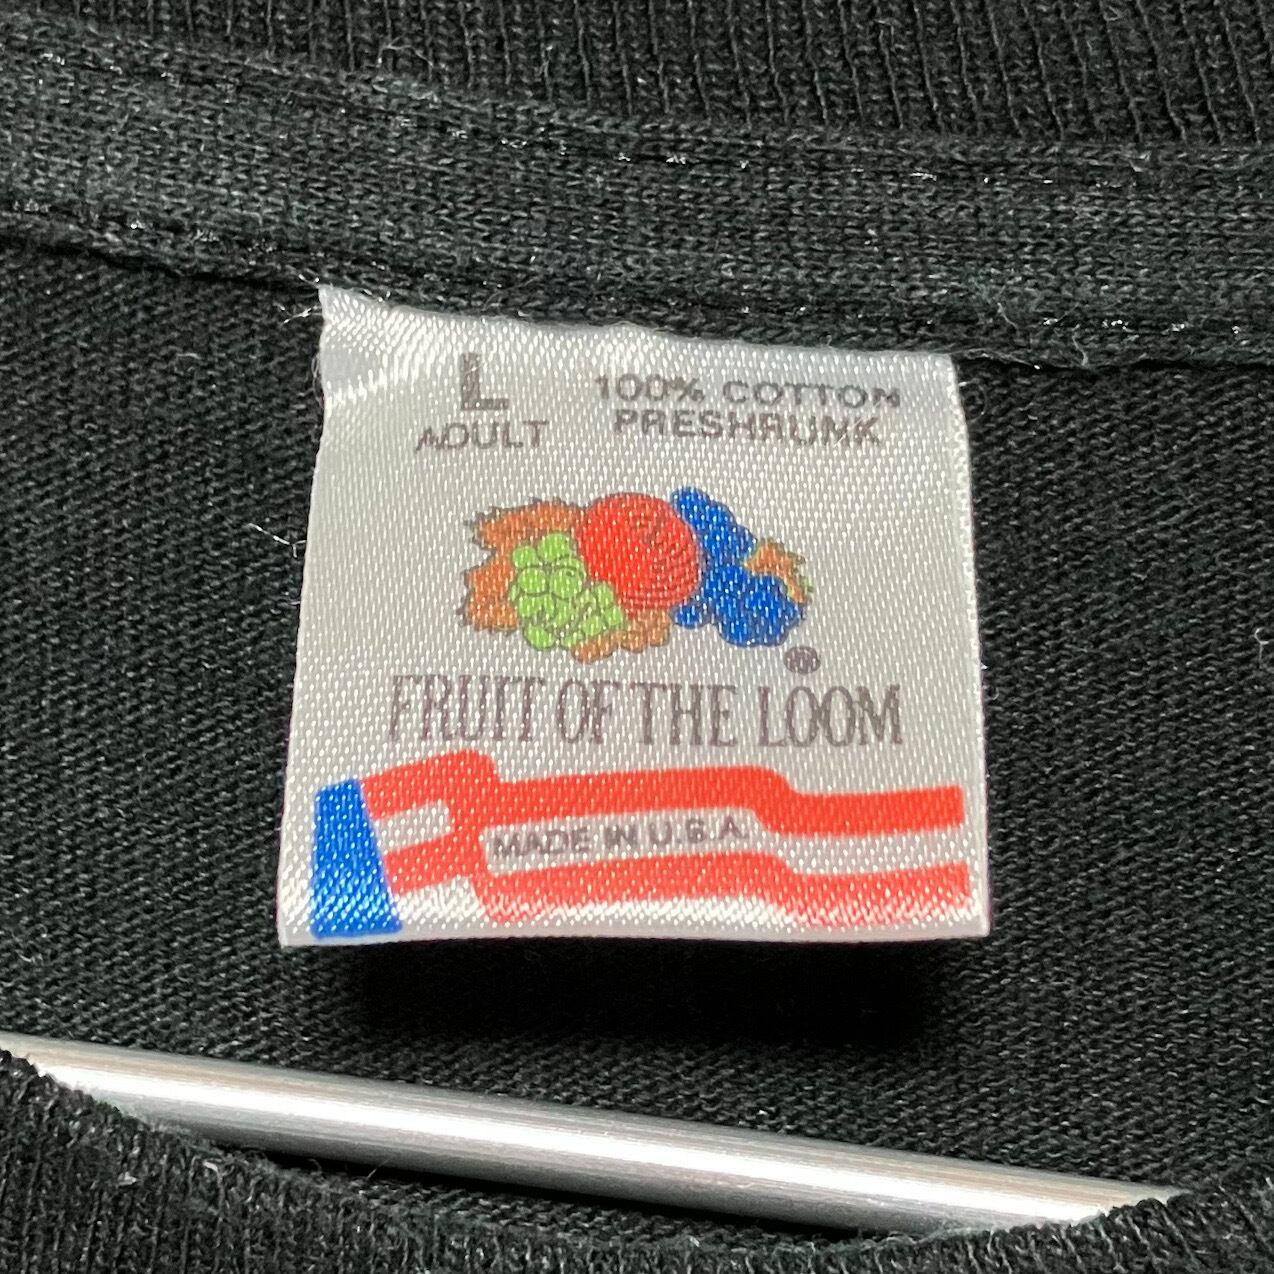 L 100% COTTON
ADULT PRESHRUNK
®
FRUIT OF THE LOOM
MADE IN U.S.A.